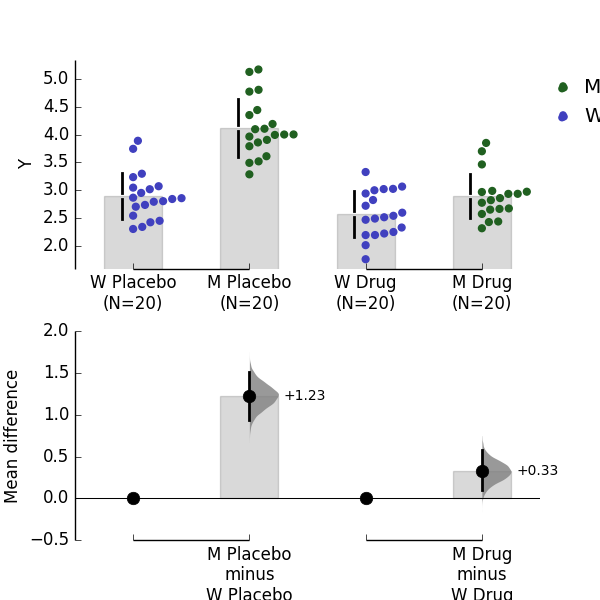 5.0
4.5
4.0
3.5
3.0
2.5
2.0
Y
M
W
W Placebo
(N=20)
M Placebo
(N=20)
W Drug
(N=20)
M Drug
(N=20)
2.0
1.5
1.0
0.5
0.0
−0.5
Mean difference
+1.23
+0.33
M Placebo
minus
W Placebo
M Drug
minus
W Drug